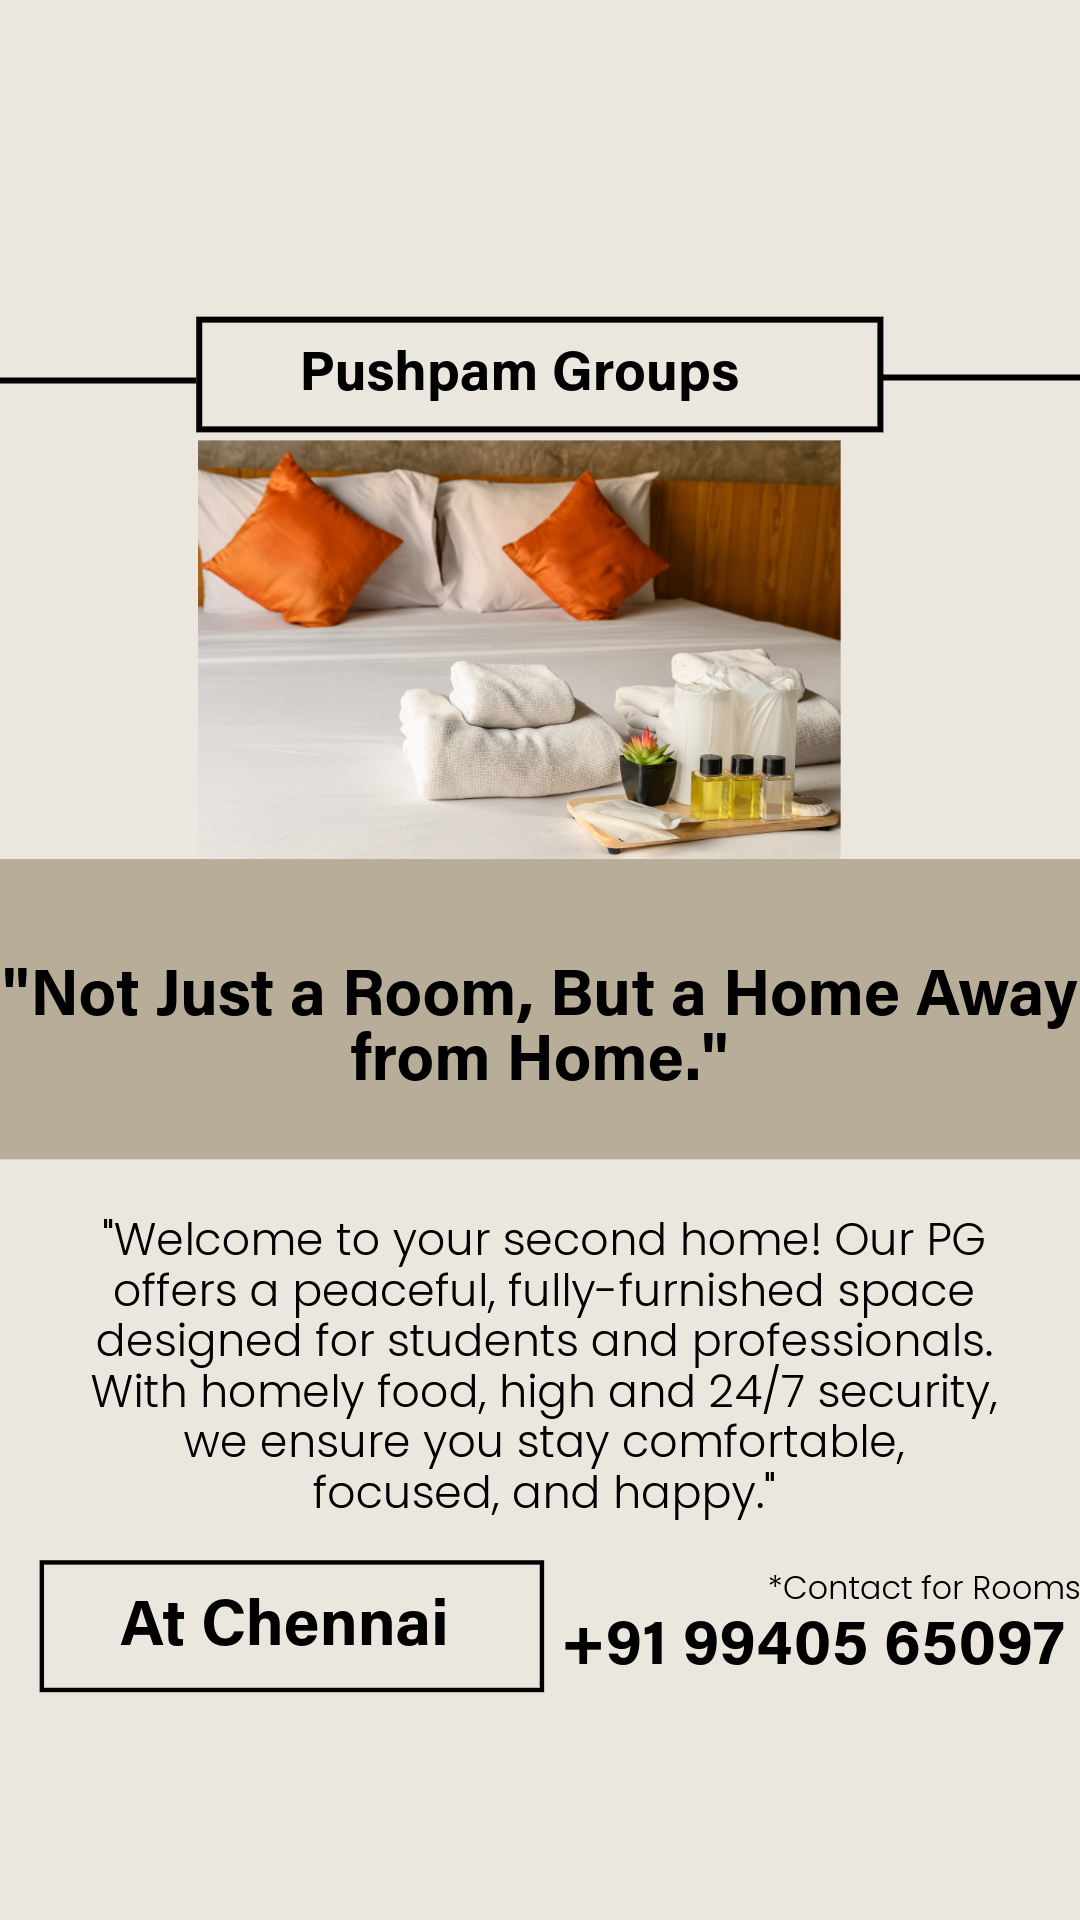 Pushpam Groups
"Not Just a Room, But a Home Away
from Home."
"Welcome to your second home! Our PG
offers a peaceful, fully-furnished space
designed for students and professionals.
With homely food, high and 24/7 security,
we ensure you stay comfortable,
focused, and happy."
At Chennai
*Contact for Rooms
+91 99405 65097